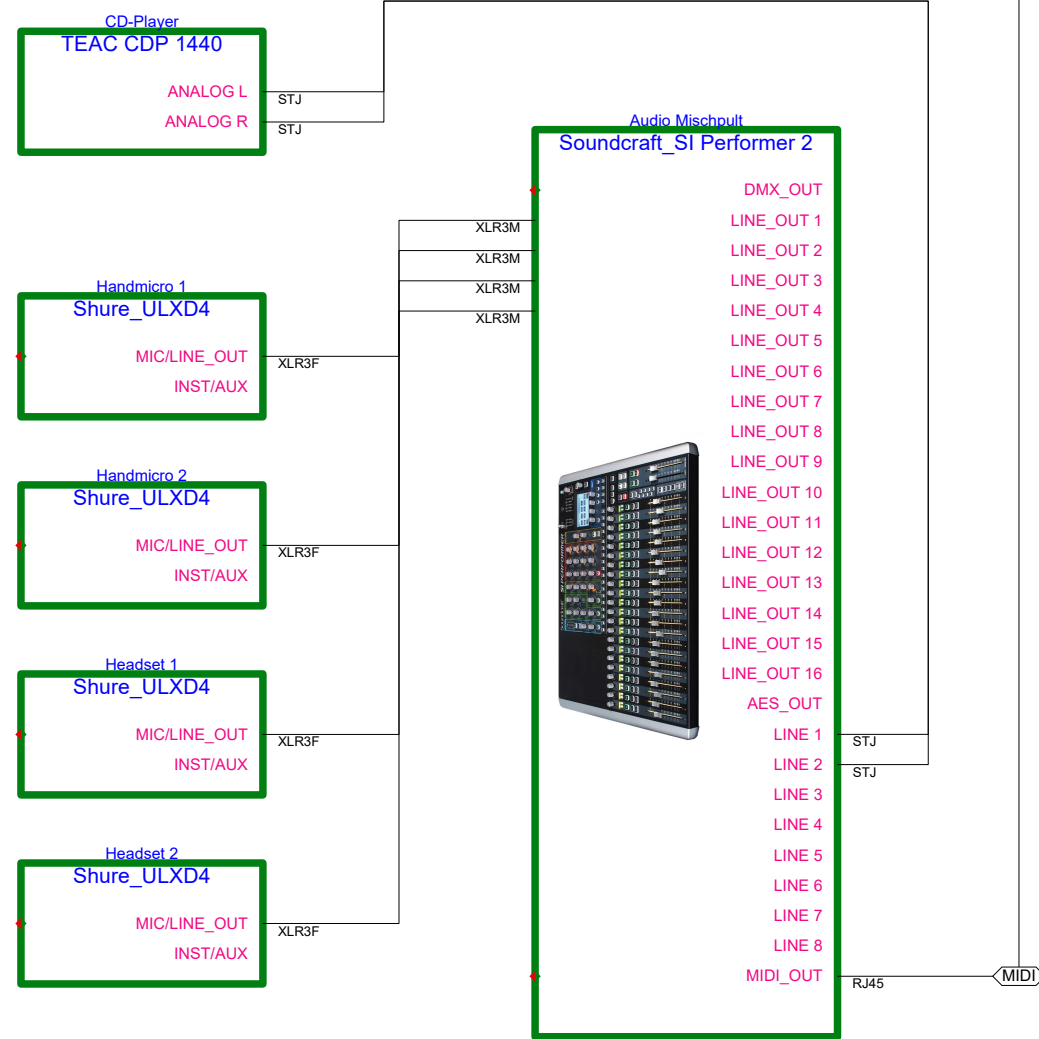 CD-Player
TEAC CDP 1440
ANALOG L
STJ
ANALOG R
STJ
Handmicro 1
Shure_ULXD4
MIC/LINE_OUT
XLR3F
INST/AUX
Handmicro 2
Shure_ULXD4
MIC/LINE_OUT
XLR3F
INST/AUX
Headset 1
Shure_ULXD4
MIC/LINE_OUT
XLR3F
INST/AUX
Headset 2
Shure_ULXD4
MIC/LINE_OUT
XLR3F
INST/AUX
Audio Mischpult
Soundcraft_SI Performer 2
XLR3M
XLR3M
XLR3M
XLR3M
DMX_OUT
LINE_OUT 1
LINE_OUT 2
LINE_OUT 3
LINE_OUT 4
LINE_OUT 5
LINE_OUT 6
LINE_OUT 7
LINE_OUT 8
LINE_OUT 9
LINE_OUT 10
LINE_OUT 11
LINE_OUT 12
LINE_OUT 13
LINE_OUT 14
LINE_OUT 15
LINE_OUT 16
AES_OUT
LINE 1
STJ
LINE 2
STJ
LINE 3
LINE 4
LINE 5
LINE 6
LINE 7
LINE 8
MIDI_OUT
RJ45
MIDI